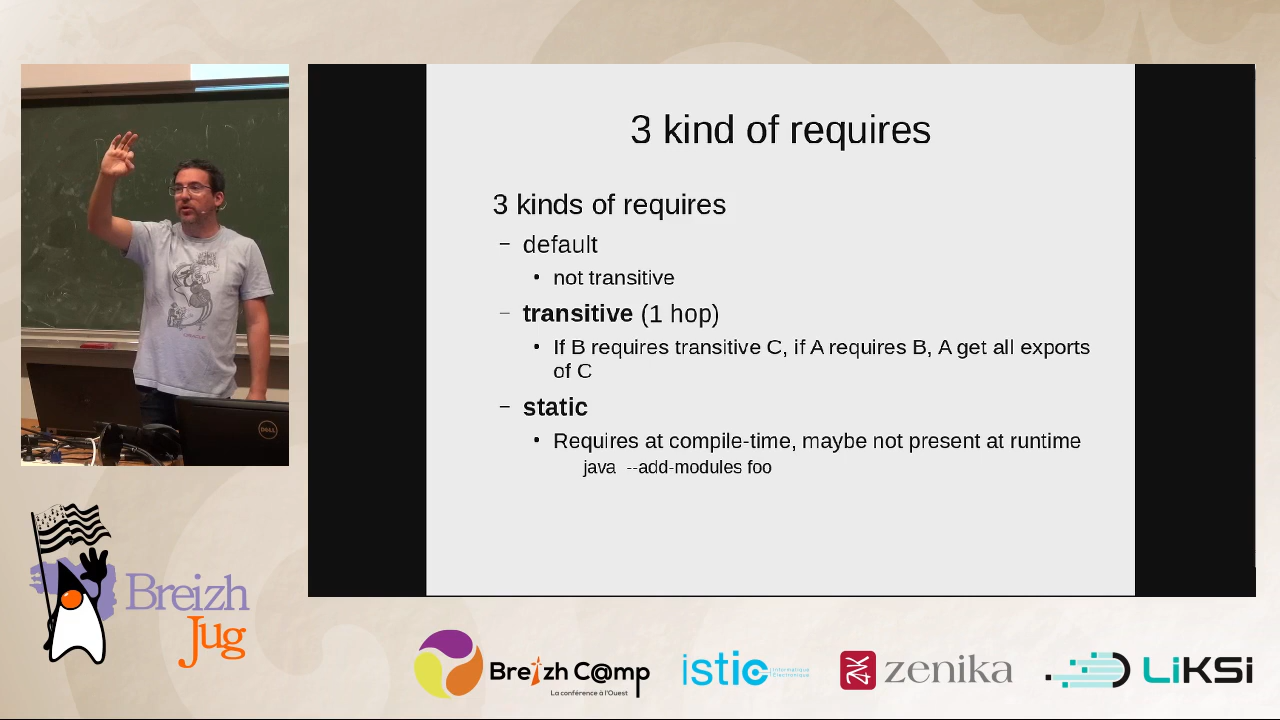 3 kind of requires
3 kinds of requires
– default
• not transitive
– transitive (1 hop)
• If B requires transitive C, if A requires B, A get all exports
of C
– static
• Requires at compile-time, maybe not present at runtime
java --add-modules foo
DELL
Breizh
Jug
Breizh C@mp
La conférence à l'Ouest
istic
Informatique
Électronique
zenika
LiKSi